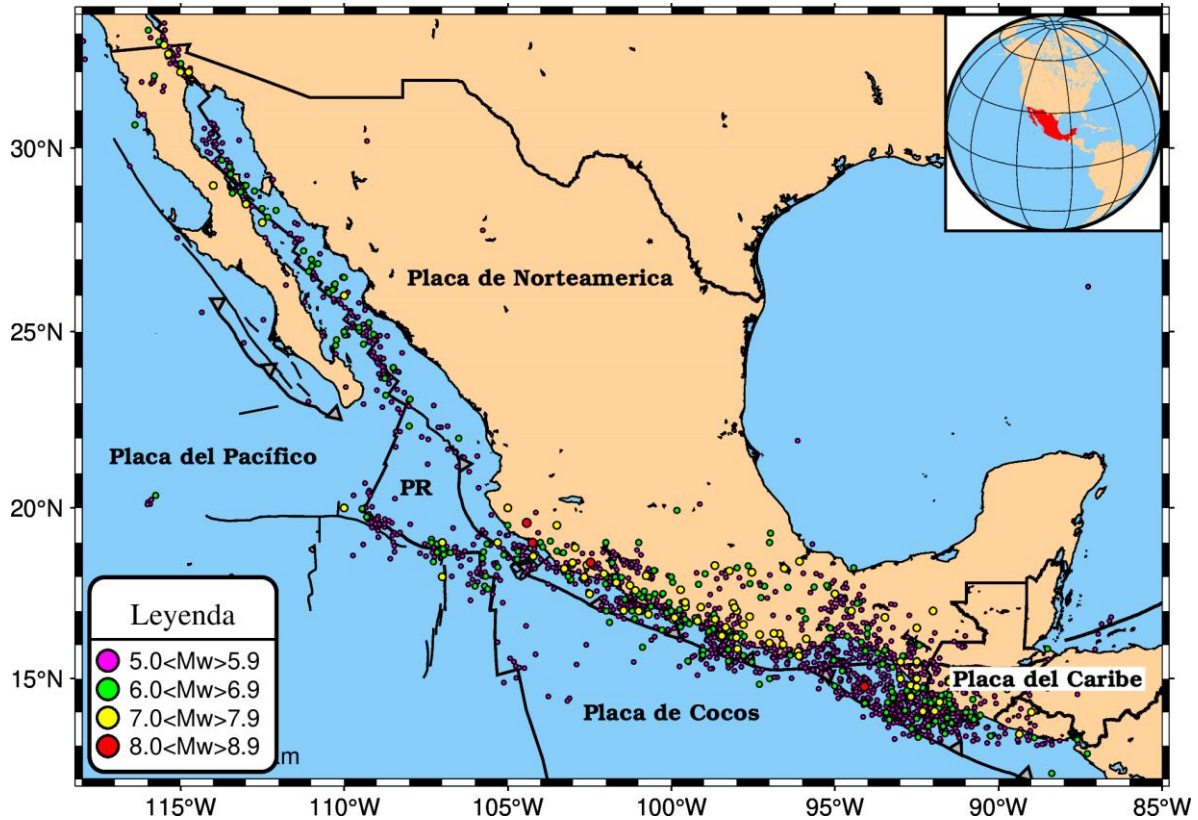 30°N
25°N
20°N
15°N
Placa de Norteamerica
Placa del Pacífico
PR
Placa del Caribe
Placa de Cocos
Leyenda
5.0<Mw>5.9
6.0<Mw>6.9
7.0<Mw>7.9
8.0<Mw>8.9
m
115°W
110°W
105°W
100°W
95°W
90°W
85°W